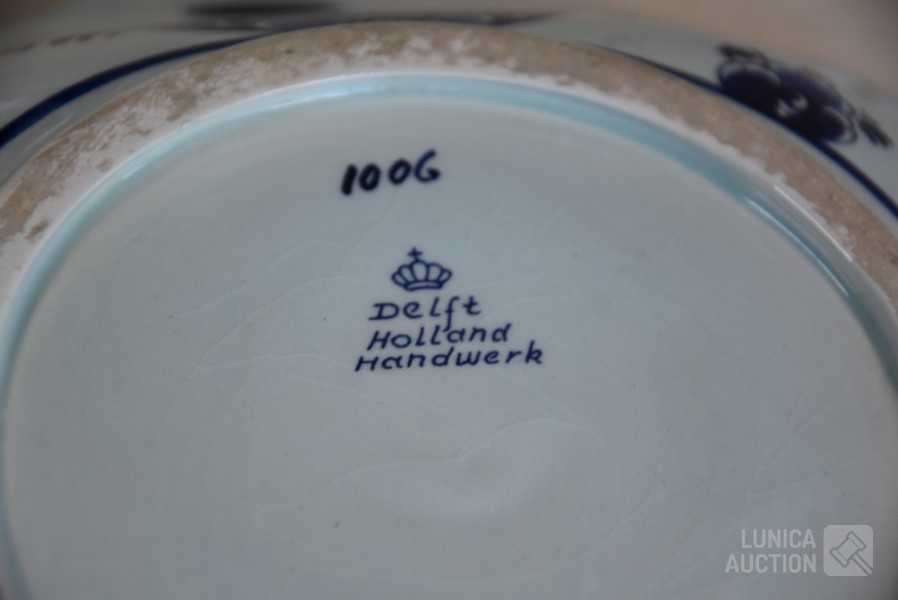 1006
Delft
Holland
Handwerk
LUNICA
AUCTION